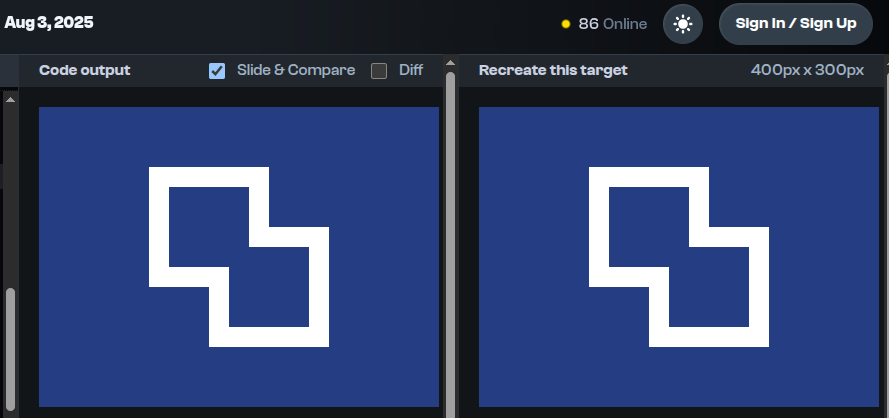 Aug 3, 2025
86 Online
Sign In / Sign Up
Code output
Slide & Compare
Diff
Recreate this target
400px x 300px